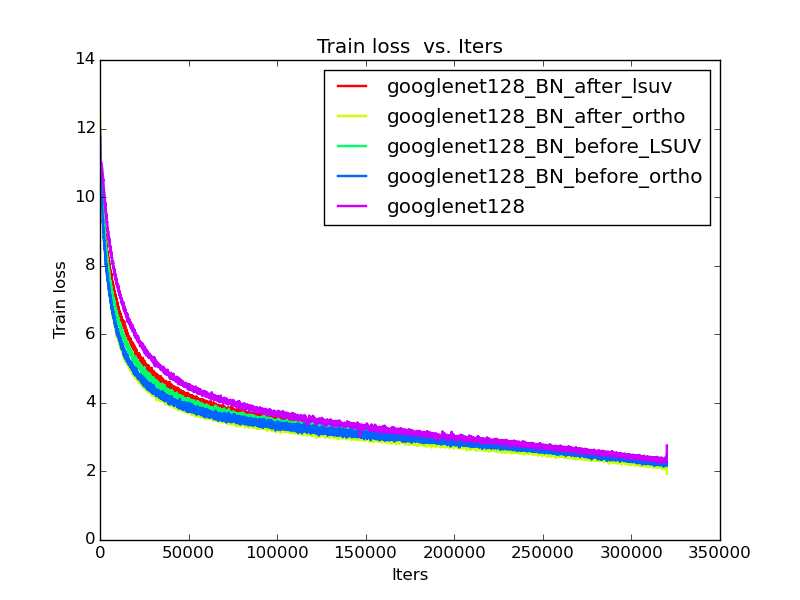 Train loss  vs. Iters
14
12
10
8
6
4
2
0
Train loss
googlenet128_BN_after_lsuv
googlenet128_BN_after_ortho
googlenet128_BN_before_LSUV
googlenet128_BN_before_ortho
googlenet128
0 50000 100000 150000 200000 250000 300000 350000
Iters